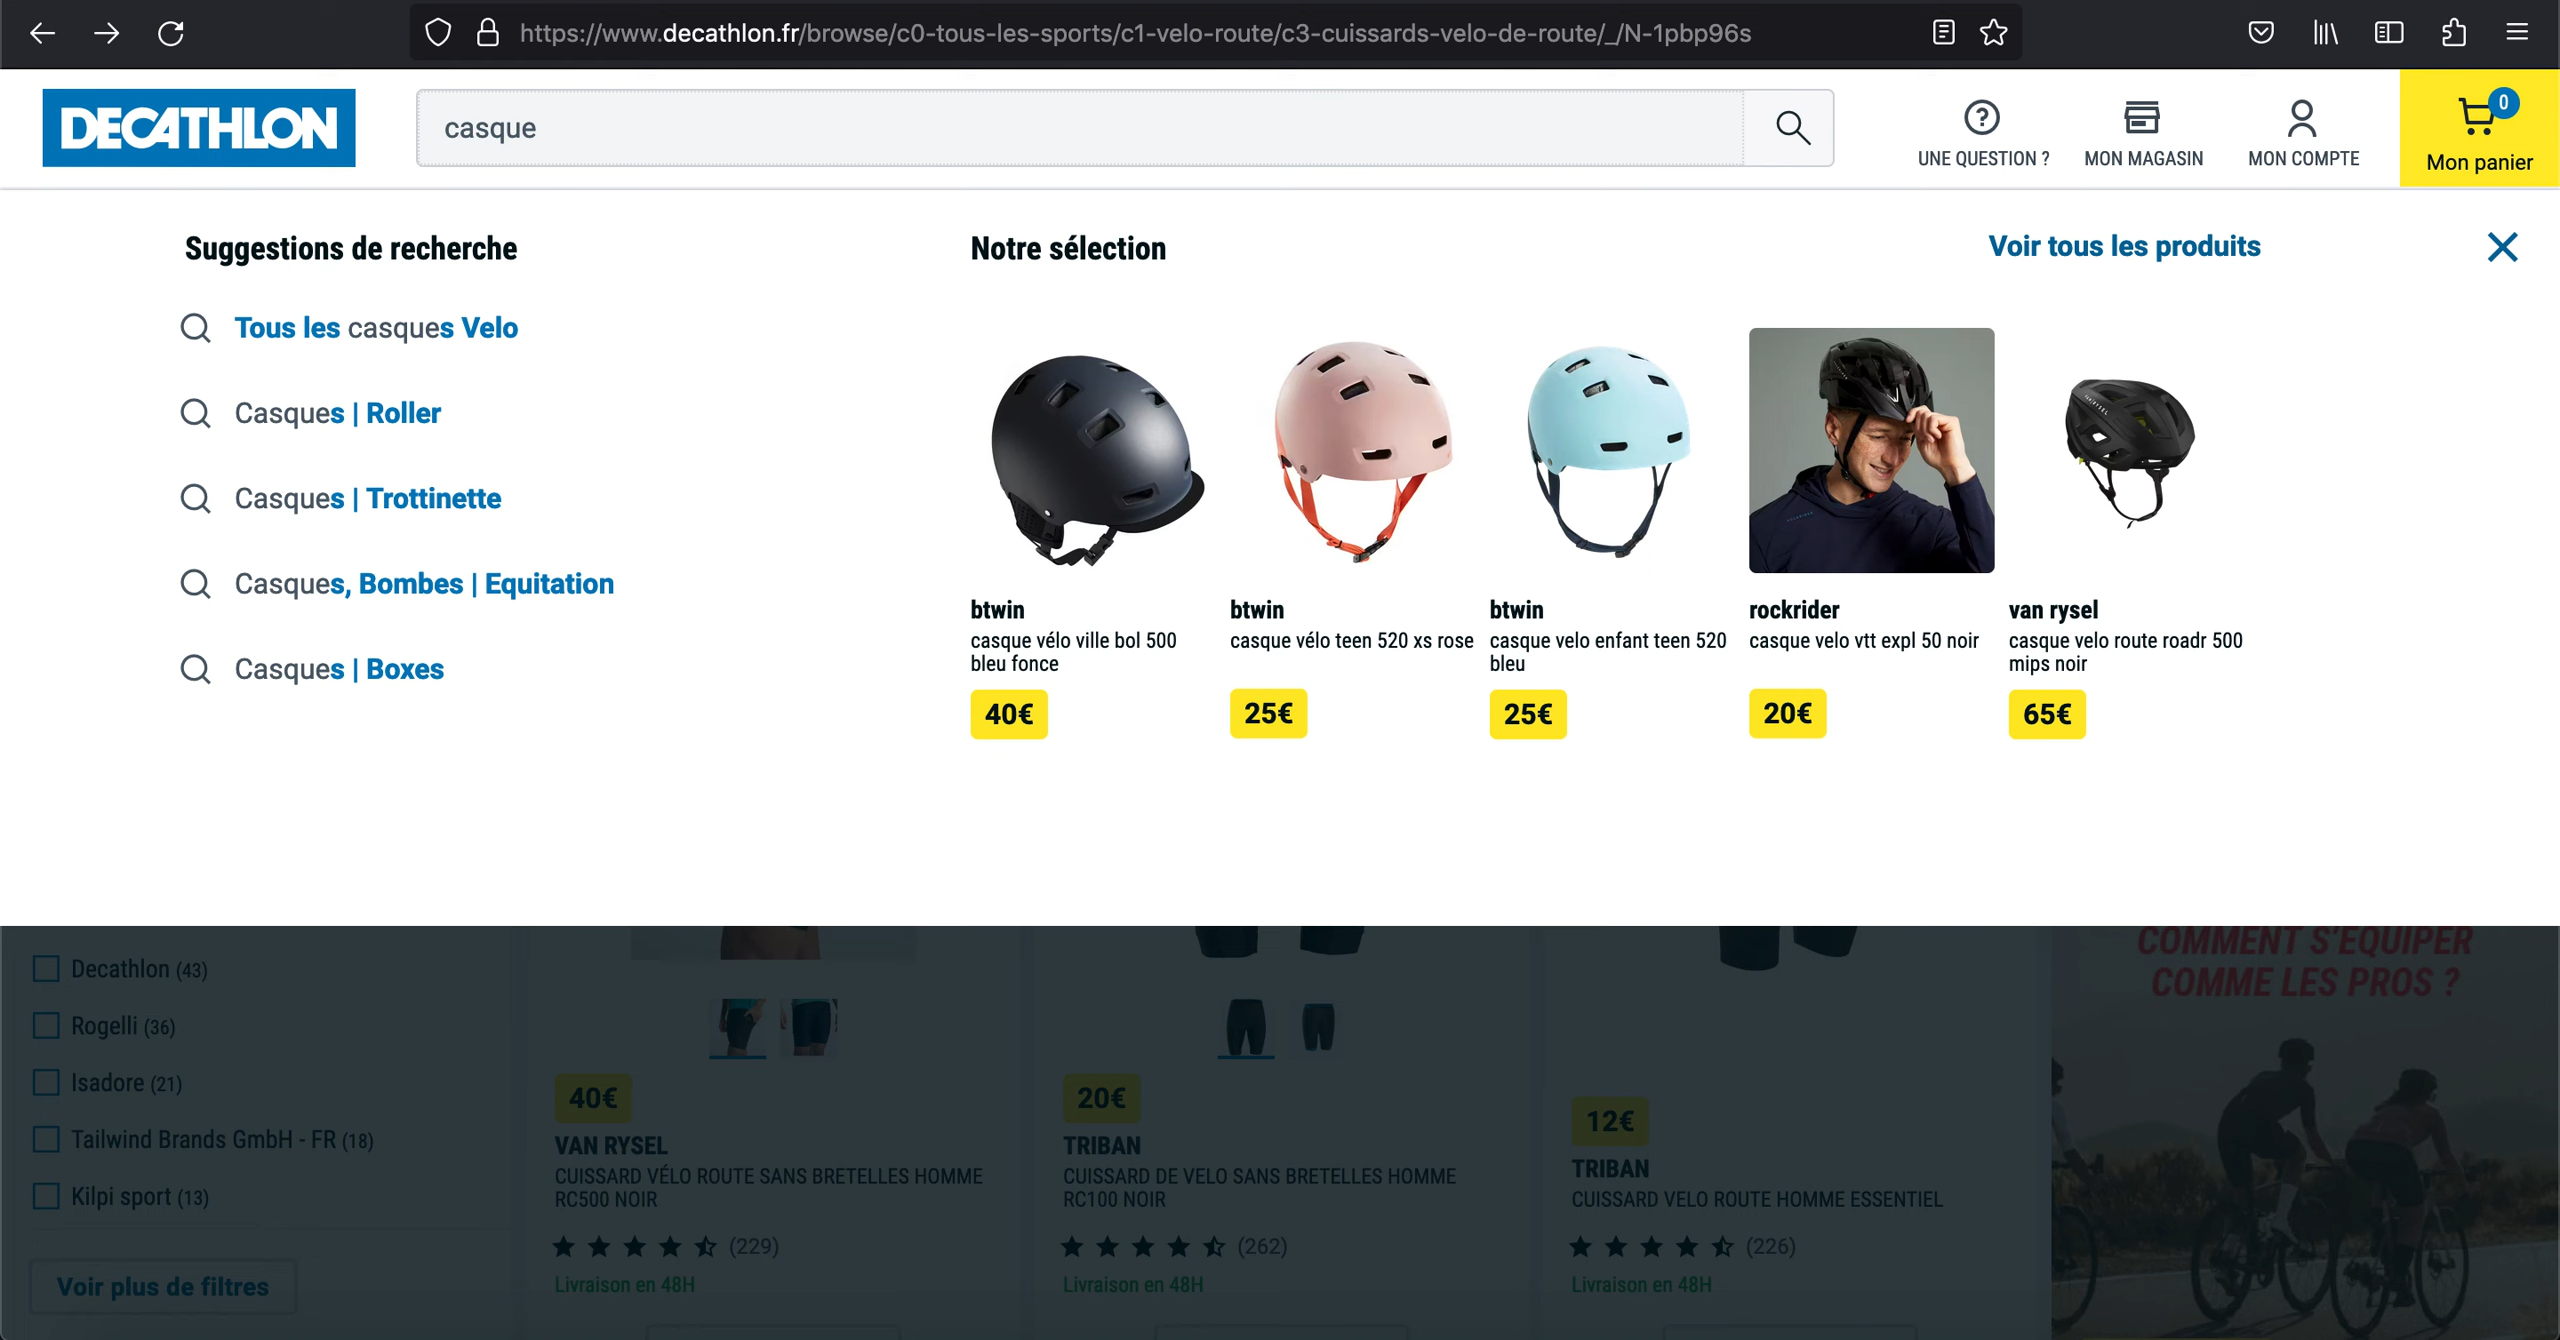 https://www.decathlon.fr/browse/c0-tous-les-sports/c1-velo-route/c3-cuissards-velo-de-route/_/N-1pbp96s
DECATHLON
casque
UNE QUESTION ?
MON MAGASIN
MON COMPTE
0
Mon panier
Suggestions de recherche
Tous les casques Velo
Casques | Roller
Casques | Trottinette
Casques, Bombes | Equitation
Casques | Boxes
Notre sélection
Voir tous les produits
btwin
casque vélo ville bol 500
bleu fonce
40€
btwin
casque vélo teen 520 xs rose
25€
btwin
casque velo enfant teen 520
bleu
25€
rockrider
casque velo vtt expl 50 noir
20€
van rysel
casque velo route roadr 500
mips noir
65€
Decathlon (43)
Rogelli (36)
Isadore (21)
Tailwind Brands GmbH - FR (18)
Kilpi sport (13)
Voir plus de filtres
40€
VAN RYSEL
CUISSARD VÉLO ROUTE SANS BRETELLES HOMME
RC500 NOIR
(229)
Livraison en 48H
20€
TRIBAN
CUISSARD DE VELO SANS BRETELLES HOMME
RC100 NOIR
(262)
Livraison en 48H
12€
TRIBAN
CUISSARD VELO ROUTE HOMME ESSENTIEL
(226)
Livraison en 48H
COMMENT S'EQUIPER
COMME LES PROS ?